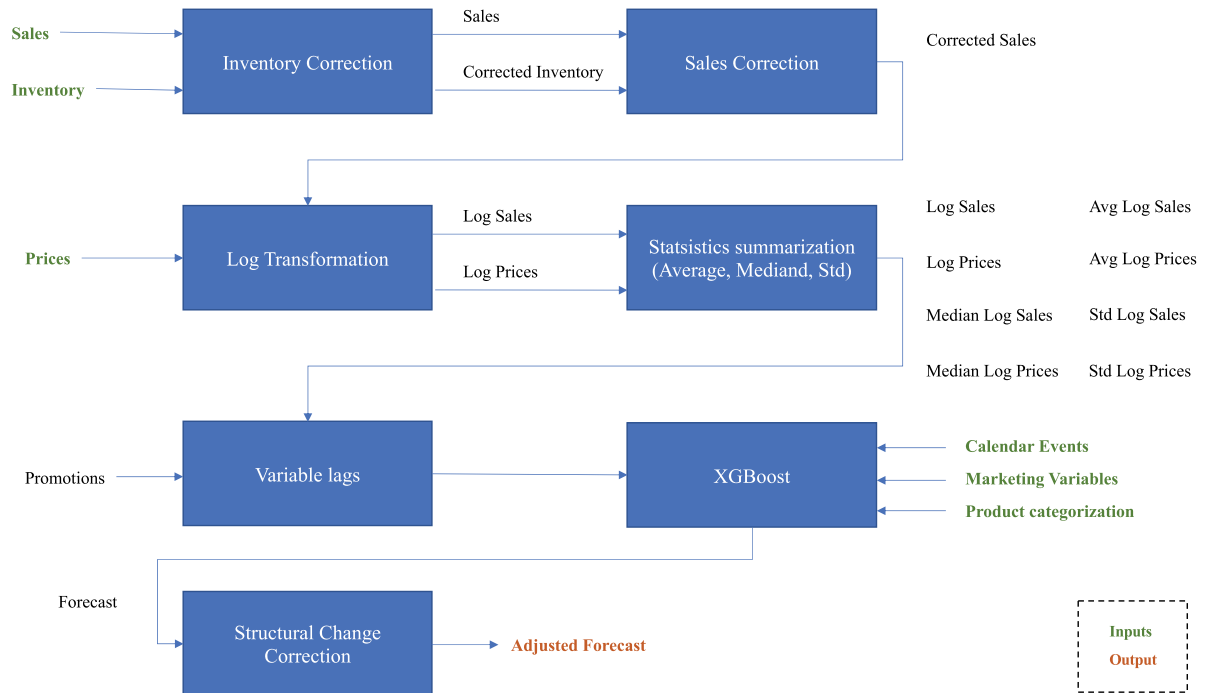 Sales
Sales
Corrected Sales
Inventory Correction
Sales Correction
Corrected Inventory
Inventory
Log Sales
Log Sales
Avg Log Sales
Prices
Log Transformation
Statsistics summarization
(Average, Mediand, Std)
Log Prices
Log Prices
Avg Log Prices
Median Log Sales
Std Log Sales
Median Log Prices
Std Log Prices
Promotions
Variable lags
XGBoost
Calendar Events
Marketing Variables
Product categorization
Forecast
Structural Change
Correction
Adjusted Forecast
Inputs
Output